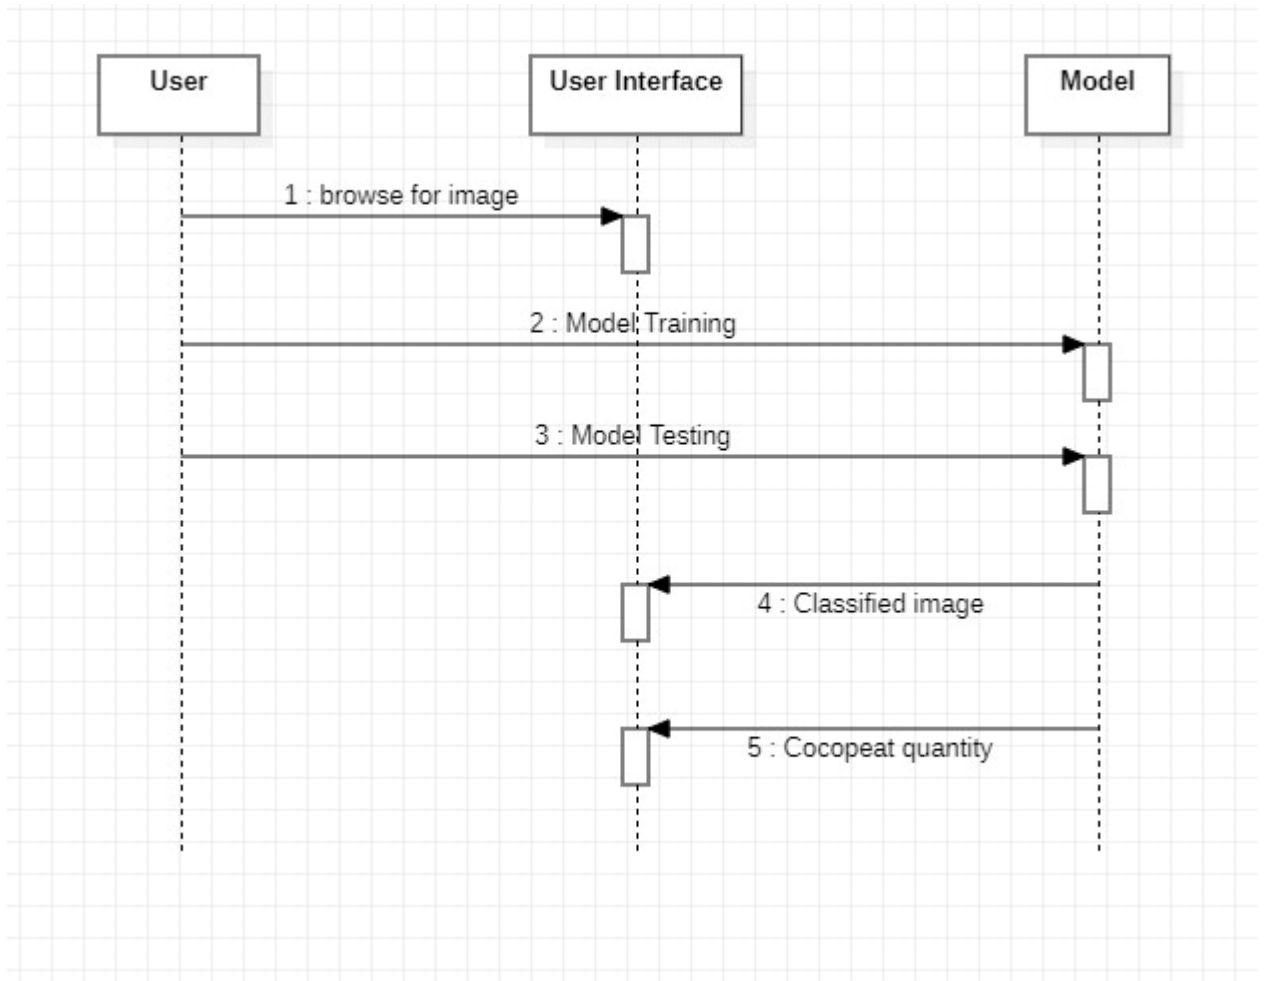 User
User Interface
Model
1 : browse for image
2 : Model Training
3 : Model Testing
4 : Classified image
5 : Cocopeat quantity